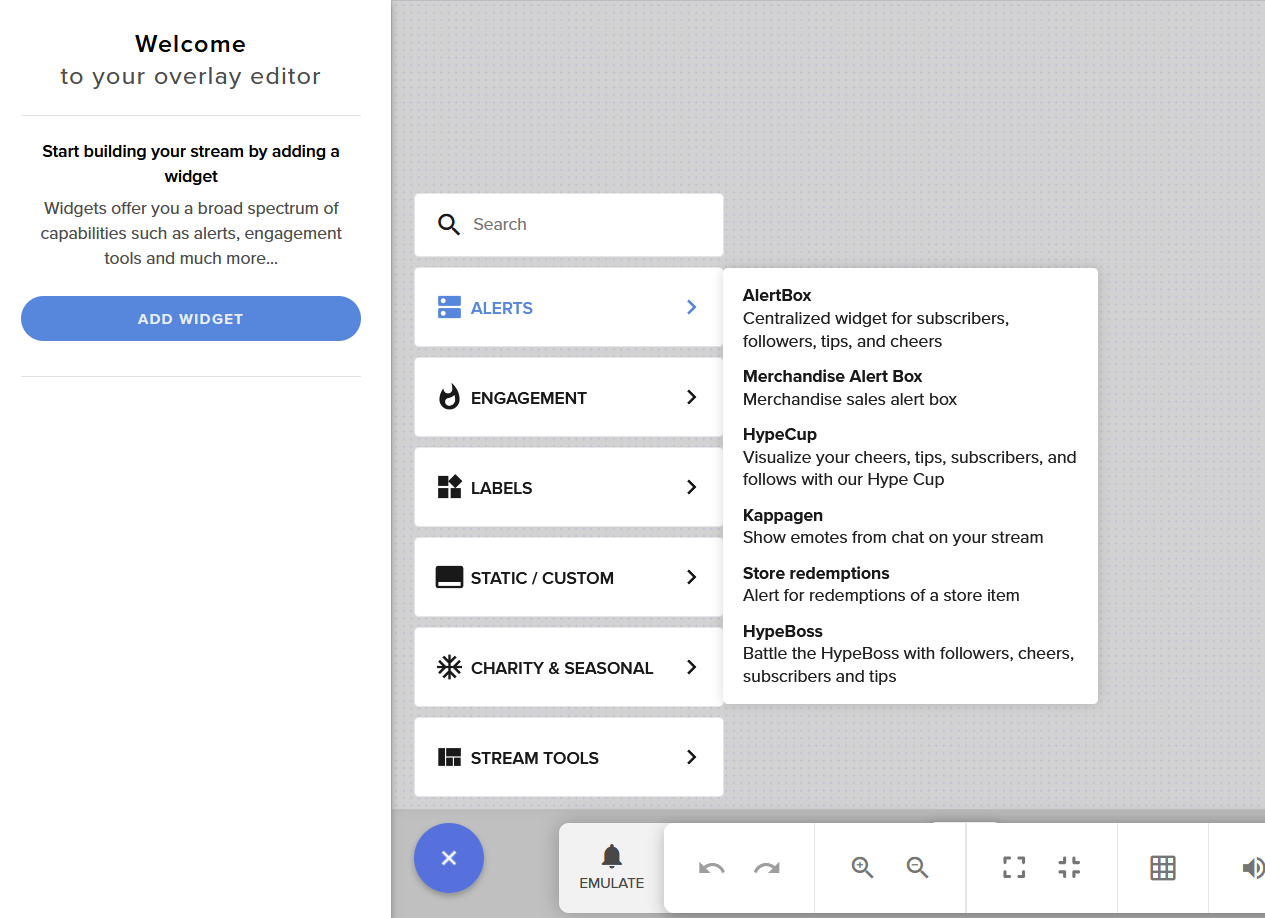 Welcome
to your overlay editor
Start building your stream by adding a
widget
Widgets offer you a broad spectrum of
capabilities such as alerts, engagement
tools and much more...
ADD WIDGET
Search
ALERTS
ENGAGEMENT
LABELS
STATIC / CUSTOM
CHARITY & SEASONAL
STREAM TOOLS
AlertBox
Centralized widget for subscribers,
followers, tips, and cheers
Merchandise Alert Box
Merchandise sales alert box
HypeCup
Visualize your cheers, tips, subscribers, and
follows with our Hype Cup
Kappagen
Show emotes from chat on your stream
Store redemptions
Alert for redemptions of a store item
HypeBoss
Battle the HypeBoss with followers, cheers,
subscribers and tips
EMULATE